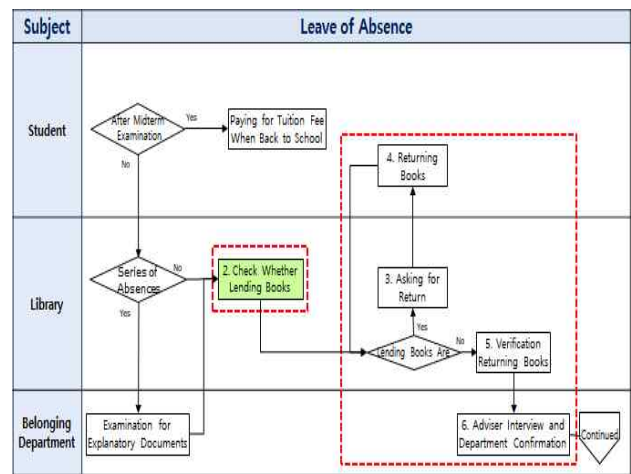 Subject
Leave of Absence
Student
After Midterm
Examination
Yes
Paying for Tuition Fee
When Back to School
No
4. Returning
Books
Library
Series of
Absences
No
2. Check Whether
Lending Books
3. Asking for
Return
Yes
Yes
Lending Books Are
No
5. Verification
Returning Books
Belonging
Department
Examination for
Explanatory Documents
6. Adviser Interview and
Department Confirmation
Continued